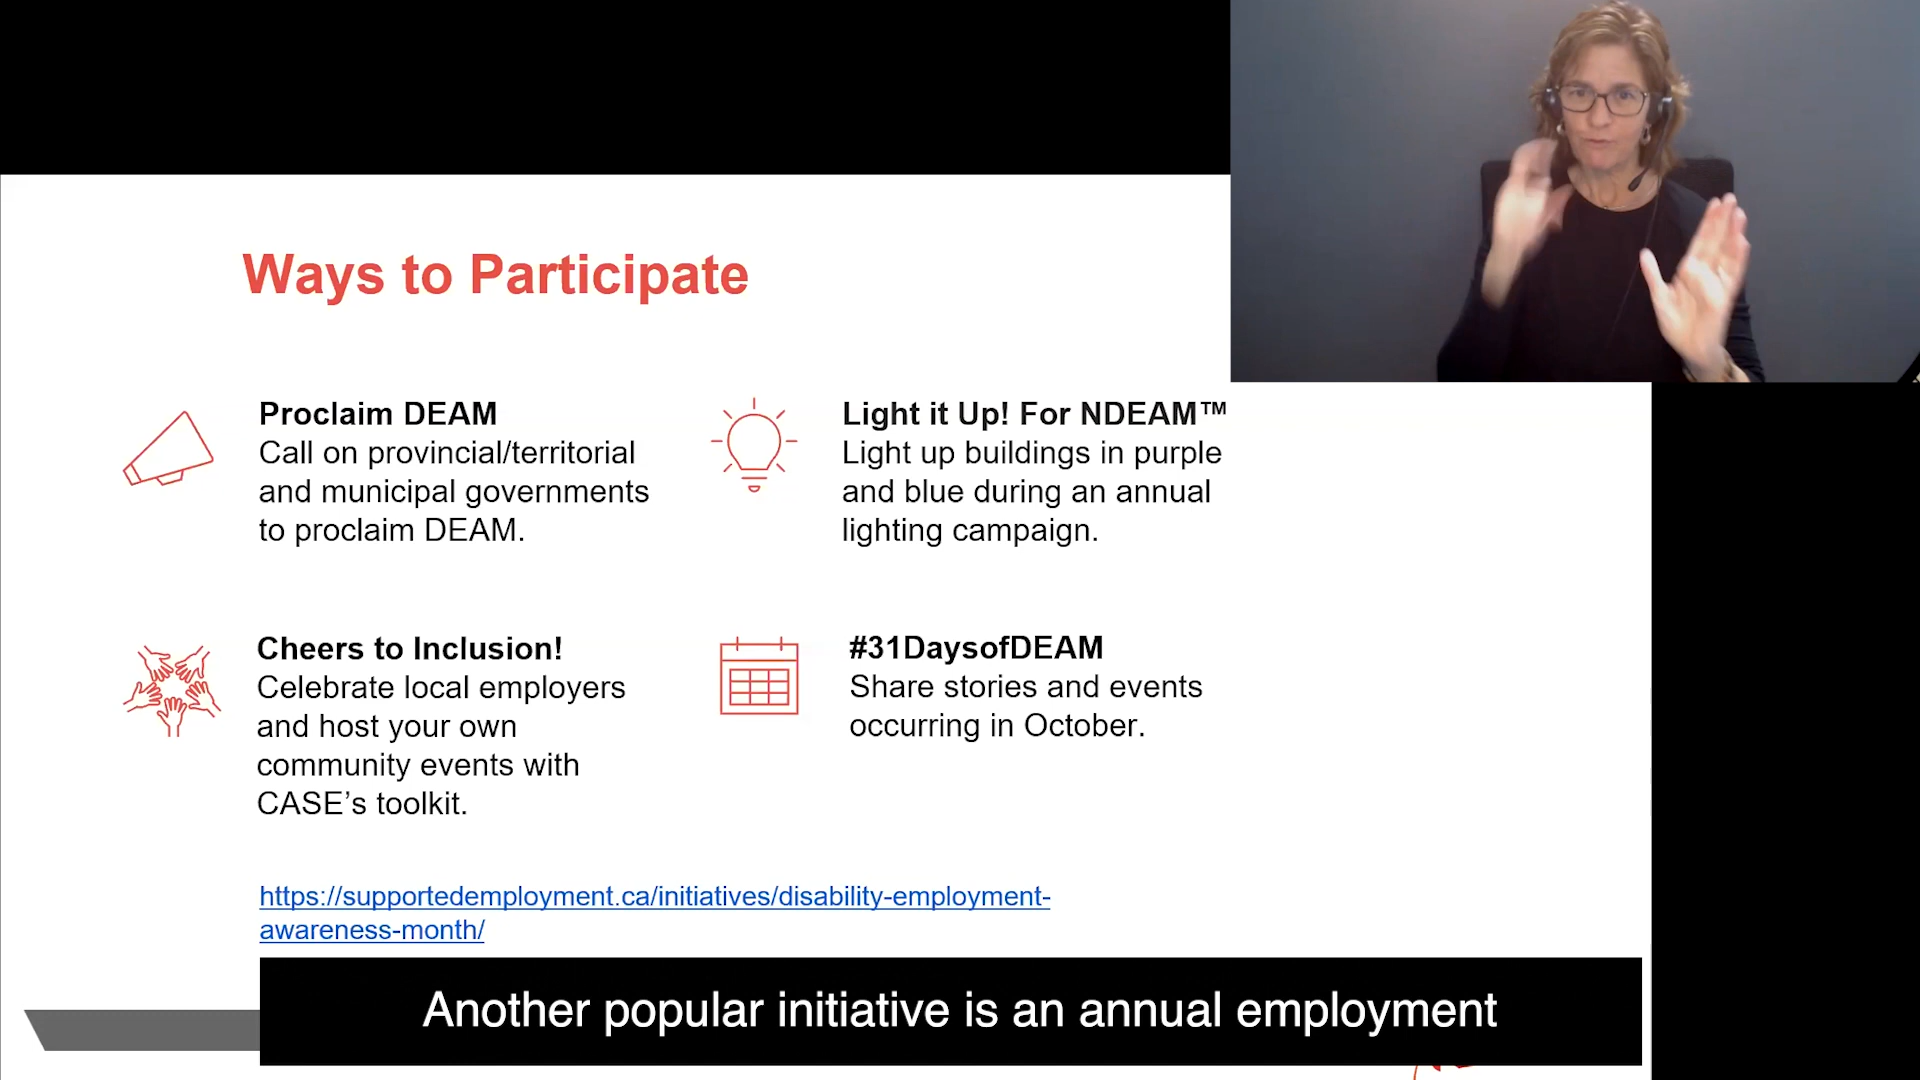 Ways to Participate
Proclaim DEAM
Call on provincial/territorial
and municipal governments
to proclaim DEAM.
Light it Up! For NDEAM™
Light up buildings in purple
and blue during an annual
lighting campaign.
Cheers to Inclusion!
Celebrate local employers
and host your own
community events with
CASE’s toolkit.
#31DaysofDEAM
Share stories and events
occurring in October.
https://supportedemployment.ca/initiatives/disability-employment-
awareness-month/
Another popular initiative is an annual employment